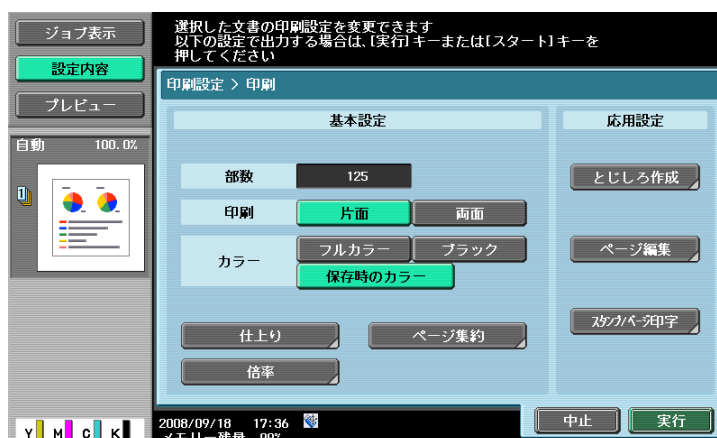 ジョブ表示
設定内容
プレビュー
自動 100.0%
選択した文書の印刷設定を変更できます
以下の設定で出力する場合は、[実行]キーまたは[スタート]キーを
押してください
印刷設定 > 印刷
基本設定
部数 125
印刷 片面 両面
カラー フルカラー ブラック
保存時のカラー
仕上り ページ集約
倍率
応用設定
とじしろ作成
ページ編集
スタンプ/ページ印字
Y M C K
2008/09/18 17:36
メモリー残量 99%
中止 実行